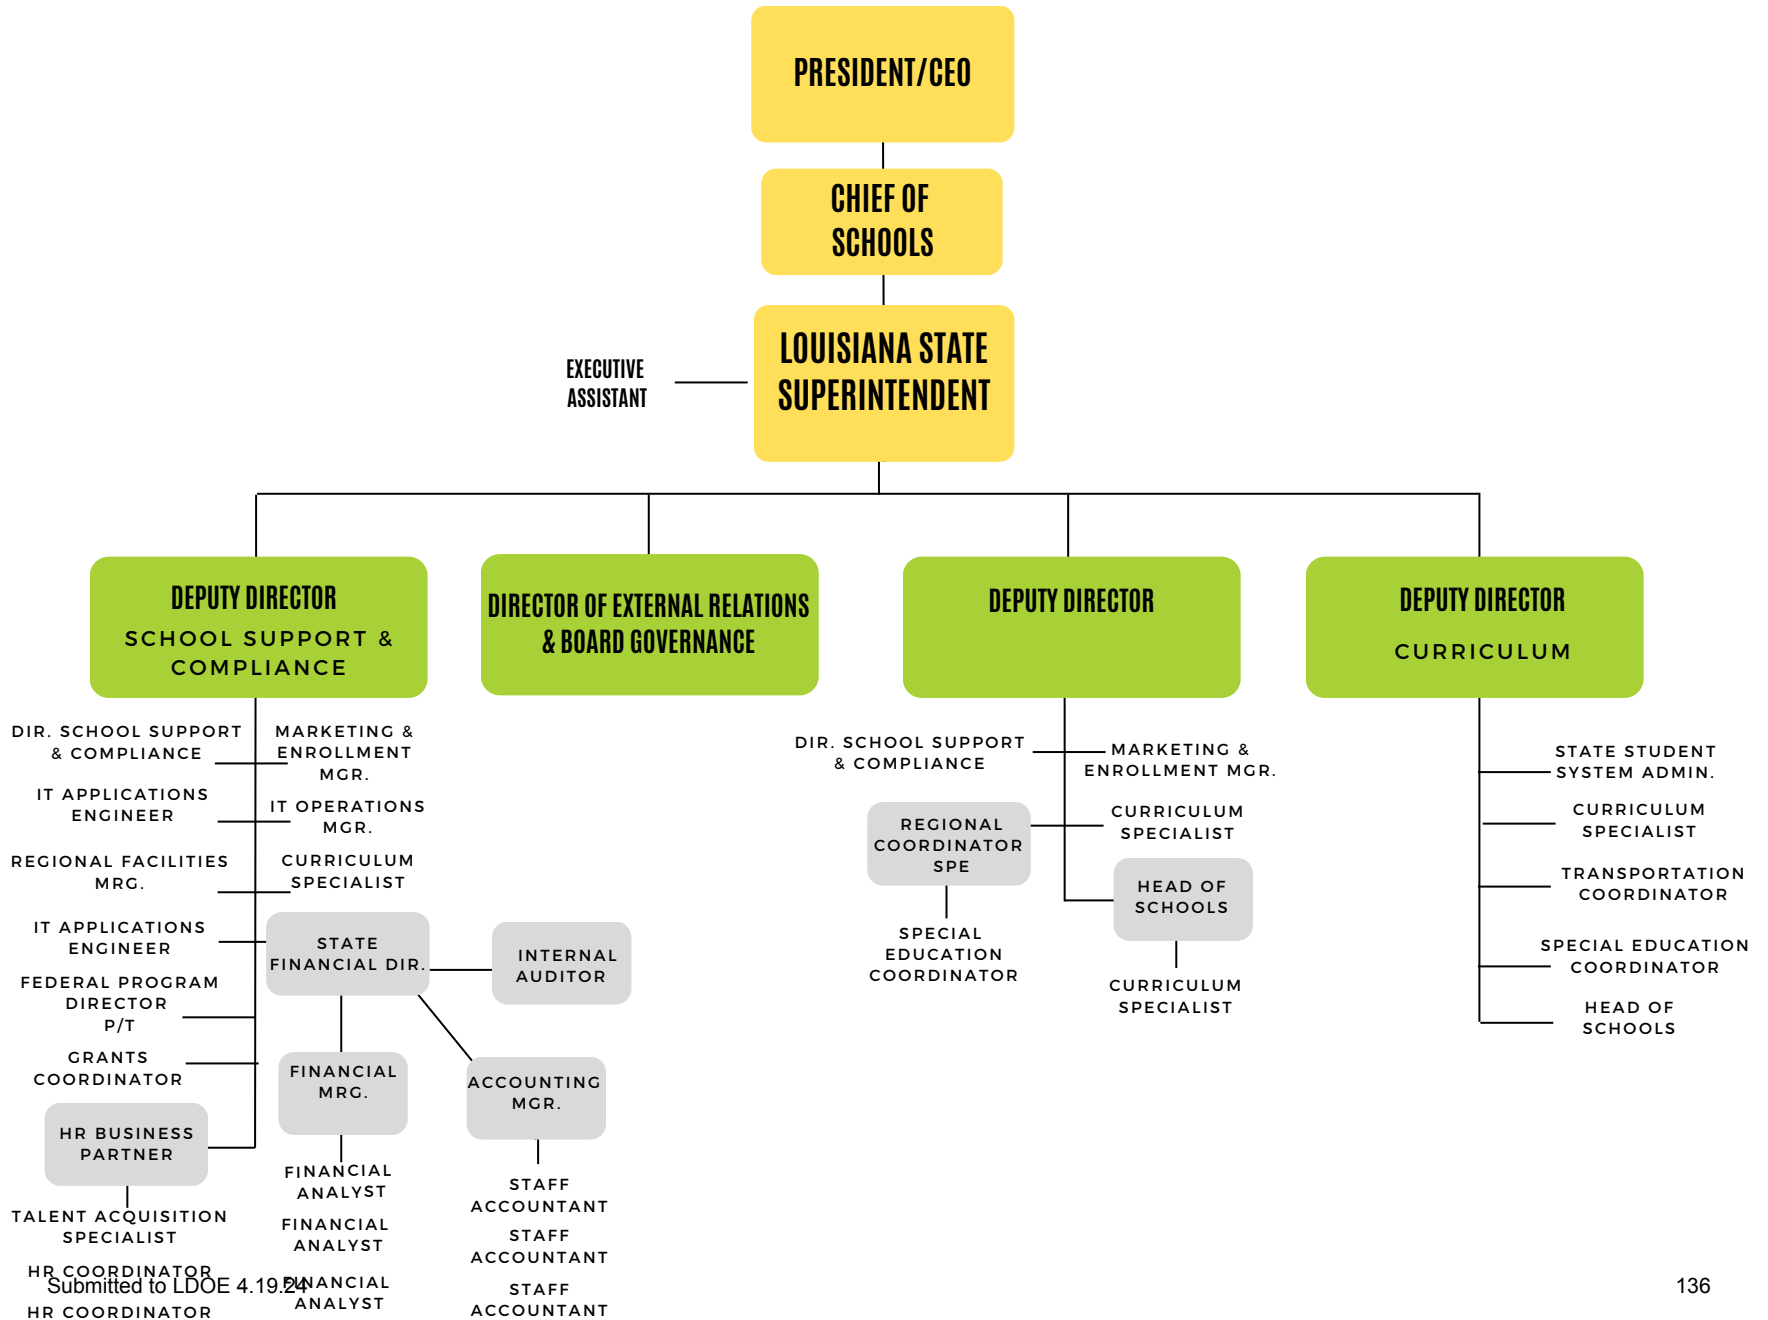 PRESIDENT/CEO
CHIEF OF
SCHOOLS
LOUISIANA STATE
SUPERINTENDENT
EXECUTIVE
ASSISTANT
DEPUTY DIRECTOR
SCHOOL SUPPORT &
COMPLIANCE
DIRECTOR OF EXTERNAL RELATIONS
& BOARD GOVERNANCE
DEPUTY DIRECTOR
DEPUTY DIRECTOR
CURRICULUM
DIR. SCHOOL SUPPORT
& COMPLIANCE
MARKETING &
ENROLLMENT
MGR.
IT APPLICATIONS
ENGINEER
IT OPERATIONS
MGR.
REGIONAL FACILITIES
MRG.
CURRICULUM
SPECIALIST
IT APPLICATIONS
ENGINEER
STATE
FINANCIAL DIR.
INTERNAL
AUDITOR
FEDERAL PROGRAM
DIRECTOR
P/T
GRANTS
COORDINATOR
HR BUSINESS
PARTNER
TALENT ACQUISITION
SPECIALIST
HR COORDINATOR
HR COORDINATOR
FINANCIAL
MRG.
FINANCIAL
ANALYST
FINANCIAL
ANALYST
FINANCIAL
ANALYST
ACCOUNTING
MGR.
STAFF
ACCOUNTANT
STAFF
ACCOUNTANT
STAFF
ACCOUNTANT
DIR. SCHOOL SUPPORT
& COMPLIANCE
MARKETING &
ENROLLMENT MGR.
REGIONAL
COORDINATOR
SPE
CURRICULUM
SPECIALIST
HEAD OF
SCHOOLS
SPECIAL
EDUCATION
COORDINATOR
CURRICULUM
SPECIALIST
STATE STUDENT
SYSTEM ADMIN.
CURRICULUM
SPECIALIST
TRANSPORTATION
COORDINATOR
SPECIAL EDUCATION
COORDINATOR
HEAD OF
SCHOOLS
Submitted to LDOE 4.19.24
136